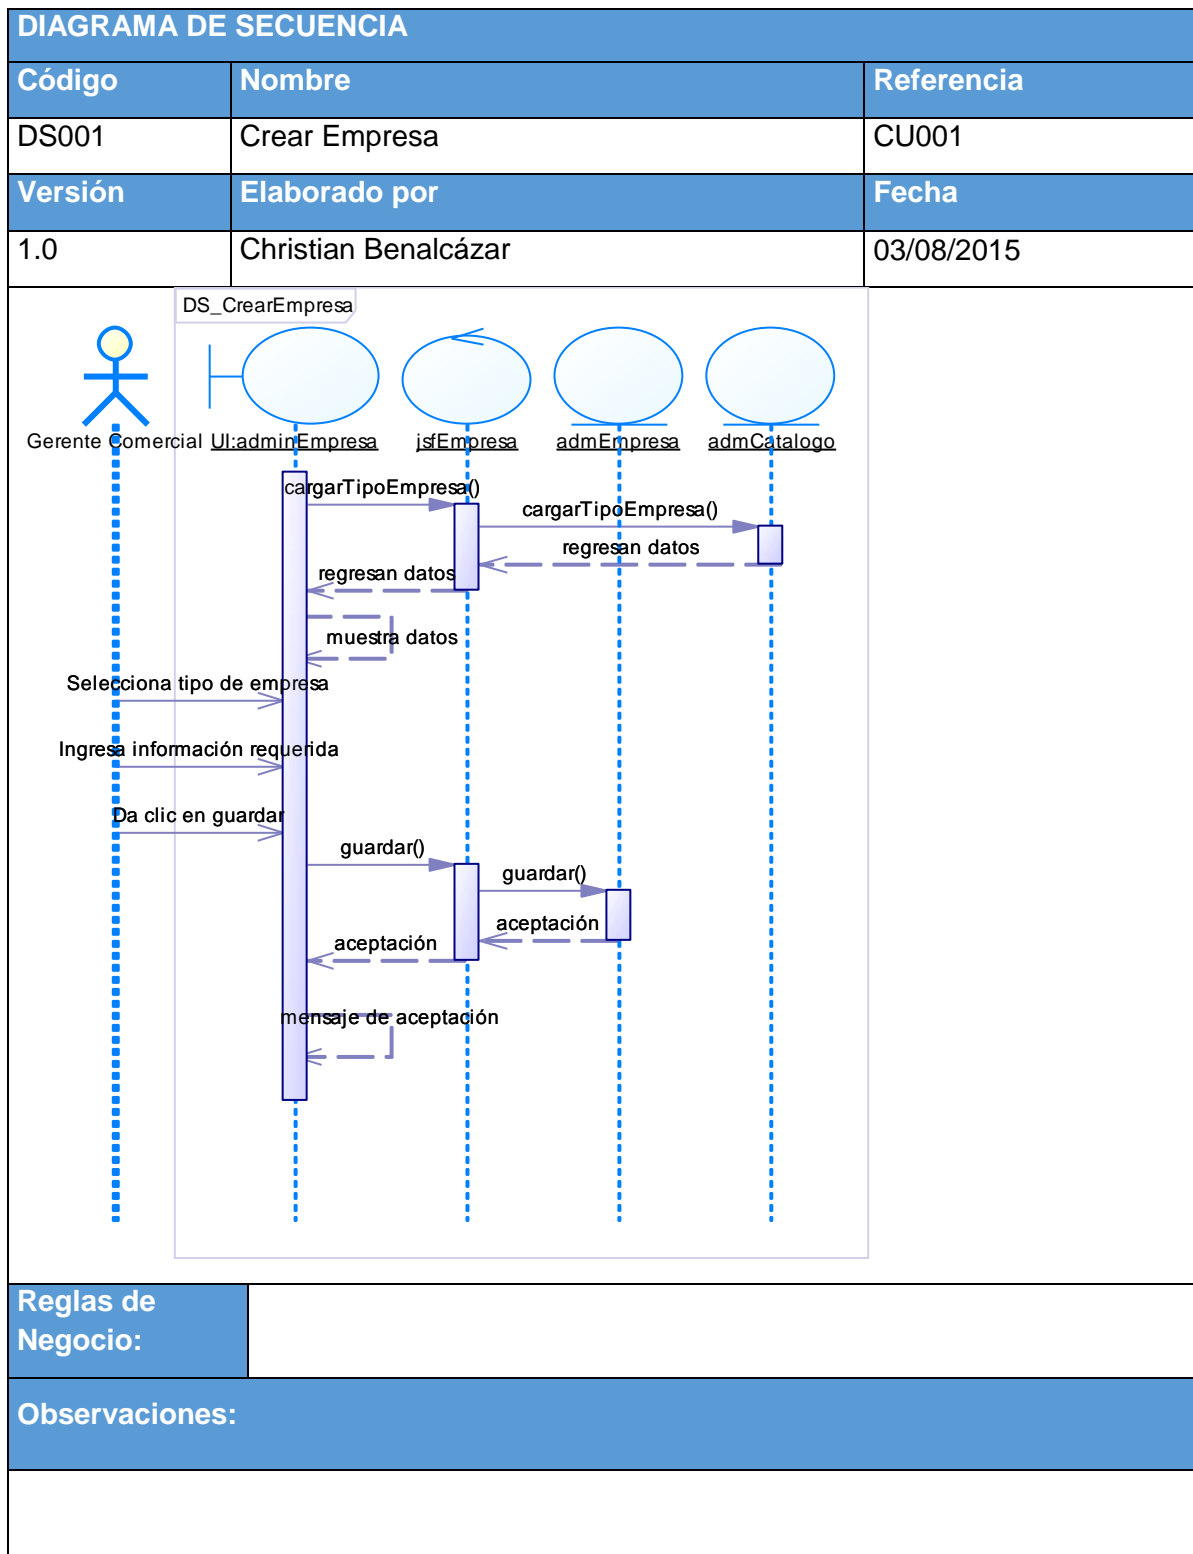 DIAGRAMA DE SECUENCIA
Código Nombre Referencia
DS001 Crear Empresa CU001
Versión Elaborado por Fecha
1.0 Christian Benalcázar 03/08/2015
DS_CrearEmpresa
Gerente Comercial UI:adminEmpresa jsfEmpresa admEmpresa admCatalogo
cargarTipoEmpresa()
cargarTipoEmpresa()
regresan datos
regresan datos
muestra datos
Selecciona tipo de empresa
Ingresa información requerida
Da clic en guardar
guardar()
guardar()
aceptación
aceptación
mensaje de aceptación
Reglas de
Negocio:
Observaciones: